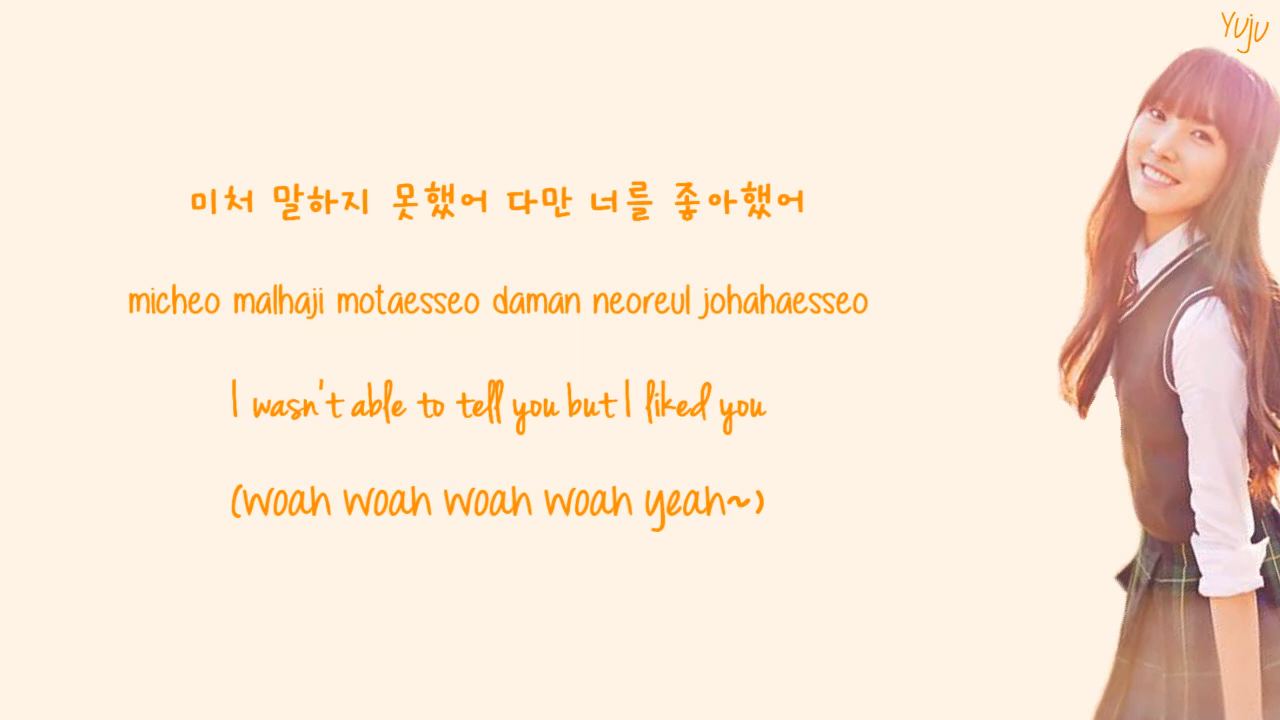 Yuju
미처 말하지 못했어 다만 너를 좋아했어
micheo malhaji motaesseo daman neoreul johahaesseo
I wasn't able to tell you but I liked you
(woah woah woah woah yeah~)